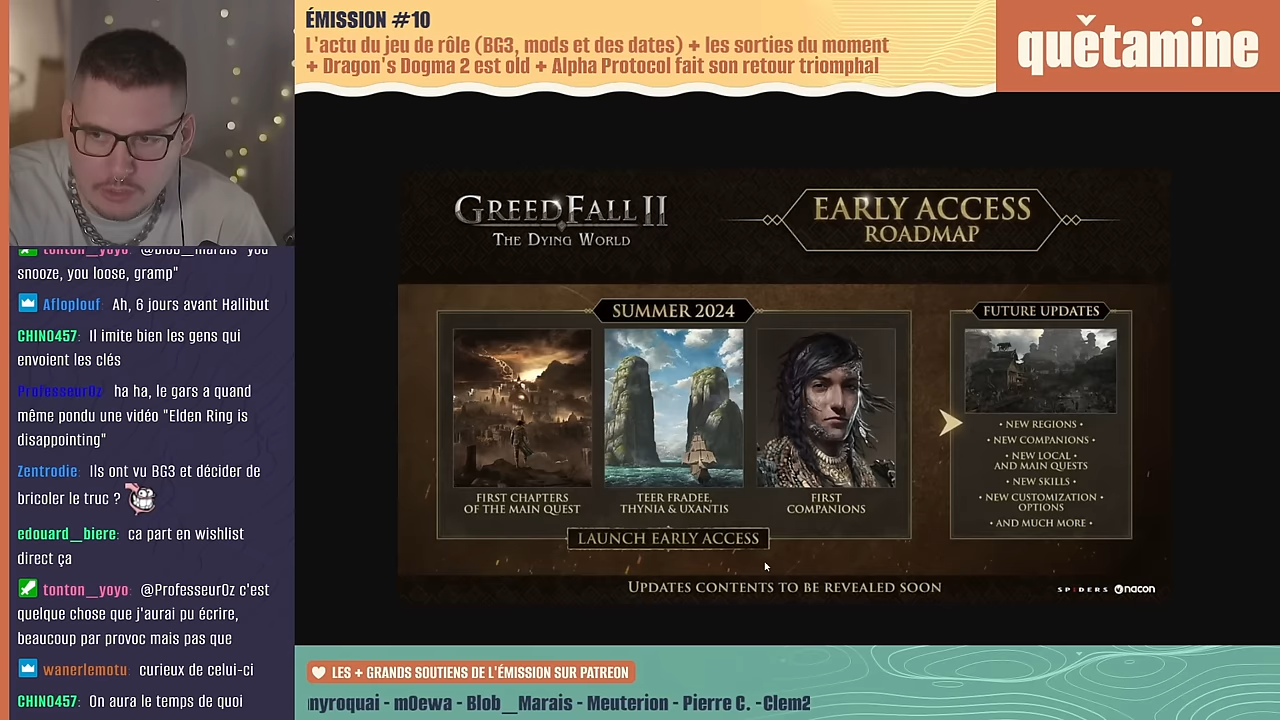 ÉMISSION #10
L'actu du jeu de rôle (BG3, mods et des dates) + les sorties du moment
+ Dragon's Dogma 2 est old + Alpha Protocol fait son retour triomphal
quětamine
tonton_yoyo: @Blob_Marais "you
snooze, you loose, gramp"
Afloplouf: Ah, 6 jours avant Hallibut
CHINO457: Il imite bien les gens qui
envoient les clés
ProfesseurOz: ha ha, le gars a quand
même pondu une vidéo "Elden Ring is
disappointing"
Zentrodie: Ils ont vu BG3 et décider de
bricoler le truc ?
edouard_biere: ca part en wishlist
direct ça
tonton_yoyo: @ProfesseurOz c'est
quelque chose que j'aurai pu écrire,
beaucoup par provoc mais pas que
wanerlemotu: curieux de celui-ci
CHINO457: On aura le temps de quoi
GREEDFALL II
THE DYING WORLD
EARLY ACCESS
ROADMAP
SUMMER 2024
FIRST CHAPTERS
OF THE MAIN QUEST
TEER FRADEE,
THYNIA & UXANTIS
FIRST
COMPANIONS
LAUNCH EARLY ACCESS
FUTURE UPDATES
• NEW REGIONS •
• NEW COMPANIONS •
• NEW LOCAL •
AND MAIN QUESTS
• NEW SKILLS •
• NEW CUSTOMIZATION •
OPTIONS
• AND MUCH MORE •
UPDATES CONTENTS TO BE REVEALED SOON
SPIDERS nacon
LES + GRANDS SOUTIENS DE L'ÉMISSION SUR PATREON
myroquai - m0ewa - Blob__Marais - Meuterion - Pierre C. -Clem2